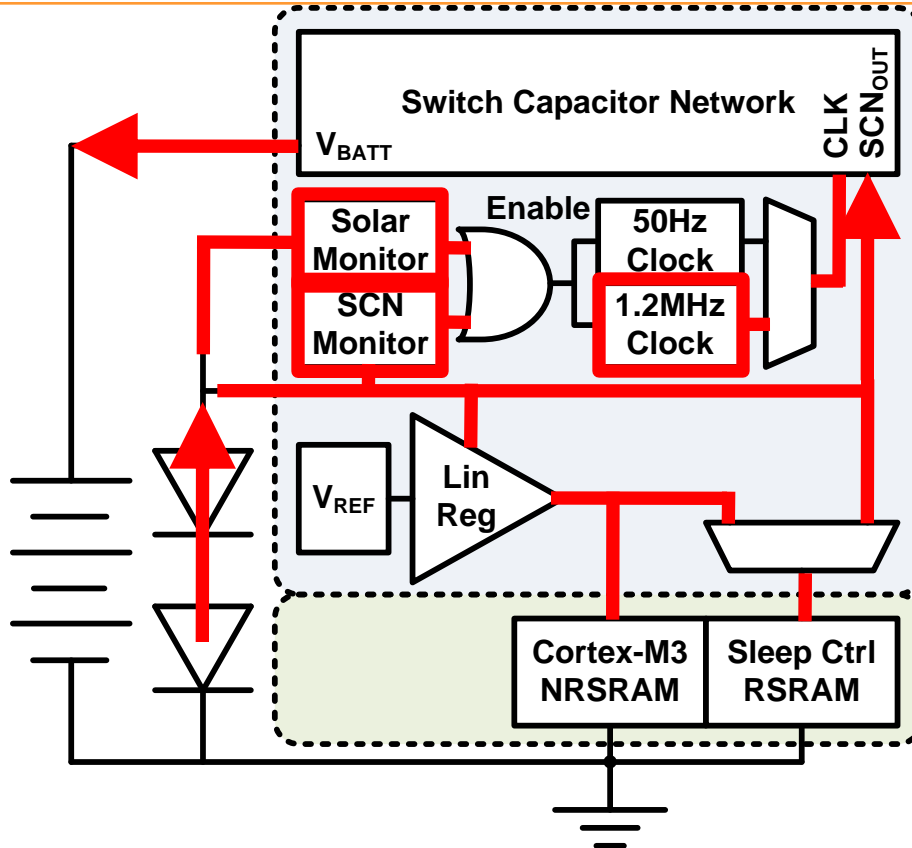 Switch Capacitor Network
CLK
SCNOUT
VBATT
Solar
Monitor
Enable
50Hz
Clock
SCN
Monitor
1.2MHz
Clock
VREF
Lin
Reg
Cortex-M3
NRSRAM
Sleep Ctrl
RSRAM